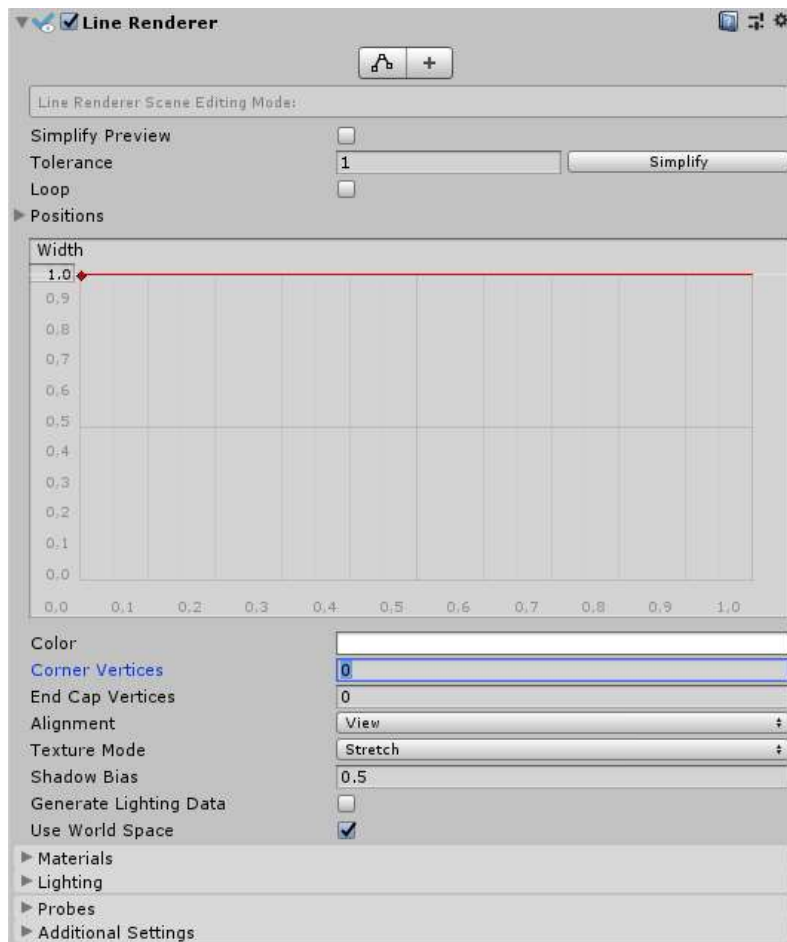 Line Renderer
+
Line Renderer Scene Editing Mode:
Simplify Preview
Tolerance 1 Simplify
Loop
Positions
Width
1,0
0,9
0,8
0,7
0,6
0,5
0,4
0,3
0,2
0,1
0,0
0,0 0,1 0,2 0,3 0,4 0,5 0,6 0,7 0,8 0,9 1,0
Color
Corner Vertices 0
End Cap Vertices 0
Alignment View
Texture Mode Stretch
Shadow Bias 0.5
Generate Lighting Data
Use World Space
Materials
Lighting
Probes
Additional Settings